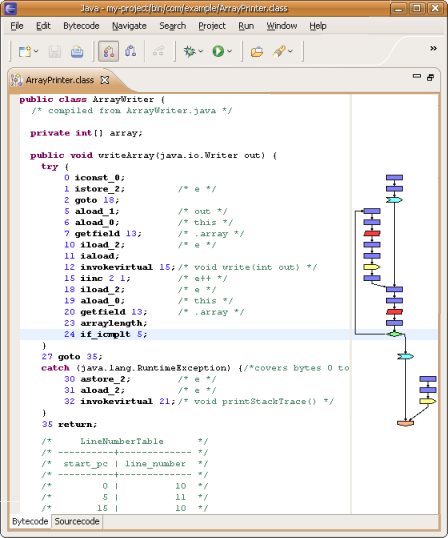 Java - my-project/bin/com/example/ArrayPrinter.class
File Edit Bytecode Navigate Search Project Run Window Help
ArrayPrinter.class
public class ArrayWriter {
/* compiled from ArrayWriter.java */
private int[] array;
public void writeArray(java.io.Writer out) {
try {
0 iconst_0;
1 istore_2; /* e */
2 goto 18;
5 aload_1; /* out */
6 aload_0; /* this */
7 getfield 13; /* .array */
10 iload_2; /* e */
11 iaload;
12 invokevirtual 15; /* void write(int out) */
15 iinc 2 1; /* e++ */
18 iload_2; /* e */
19 aload_0; /* this */
20 getfield 13; /* .array */
23 arraylength;
24 if_icmplt 5;
}
27 goto 35;
catch (java.lang.RuntimeException) {/*covers bytes 0 to
30 astore_2; /* e */
31 aload_2; /* e */
32 invokevirtual 21; /* void printStackTrace() */
}
35 return;
/* LineNumberTable */
/* ----------+------------- */
/* start_pc | line_number */
/* ----------+------------- */
/* 0 | 10 */
/* 5 | 11 */
/* 15 | 10 */
Bytecode Sourcecode